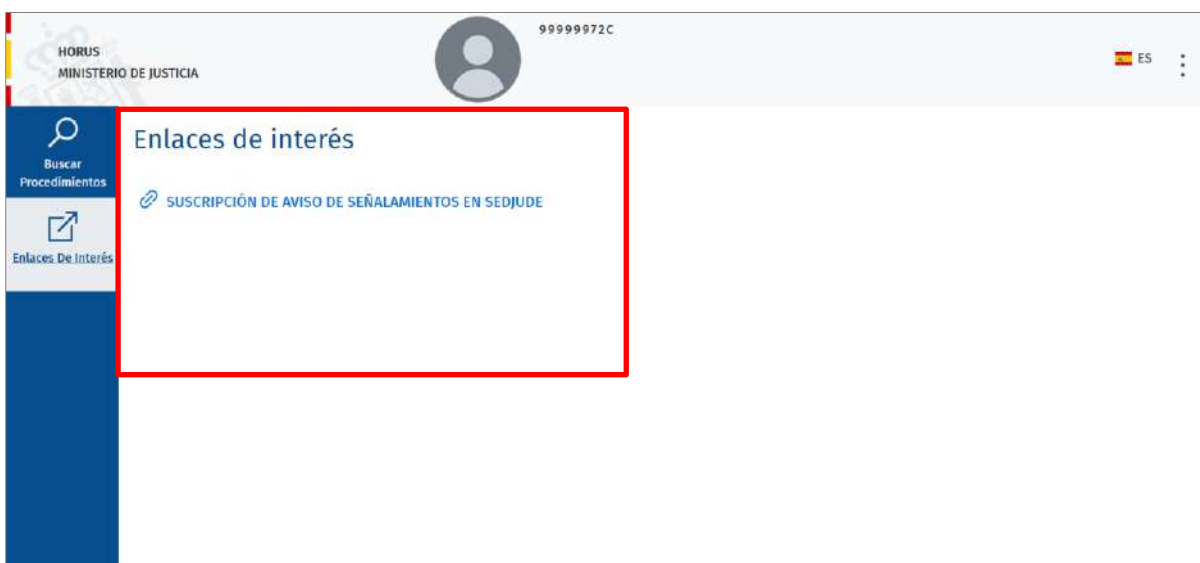 99999972C
HORUS
MINISTERIO DE JUSTICIA
ES
Buscar
Procedimientos
Enlaces De Interés
Enlaces de interés
SUSCRIPCIÓN DE AVISO DE SEÑALAMIENTOS EN SEDJUDE